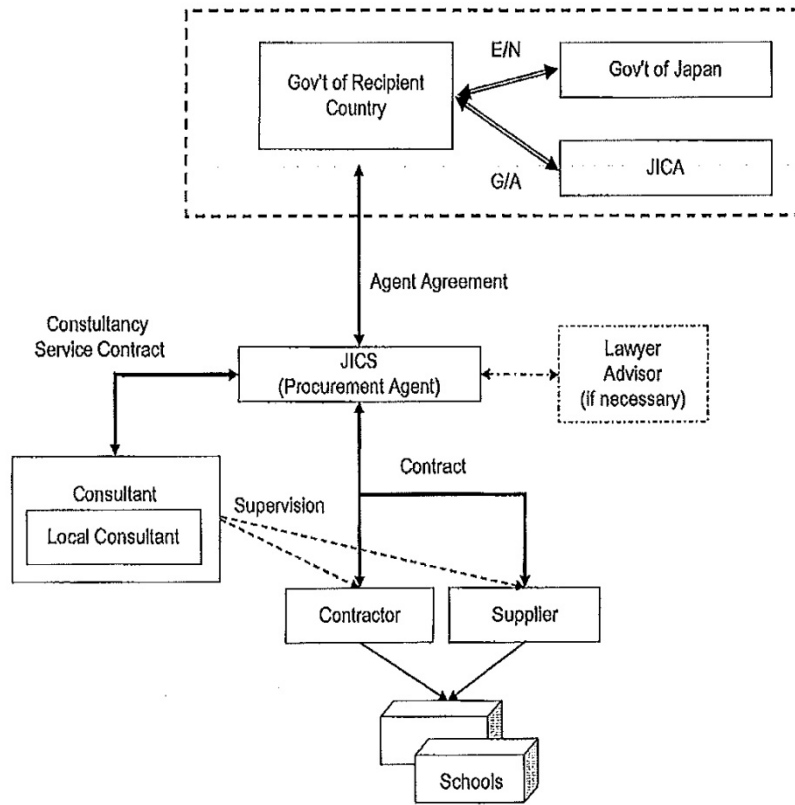 E/N
Gov't of Recipient
Country
Gov't of Japan
G/A
JICA
Agent Agreement
Constultancy
Service Contract
JICS
(Procurement Agent)
Lawyer
Advisor
(if necessary)
Contract
Consultant
Supervision
Local Consultant
Contractor
Supplier
Schools